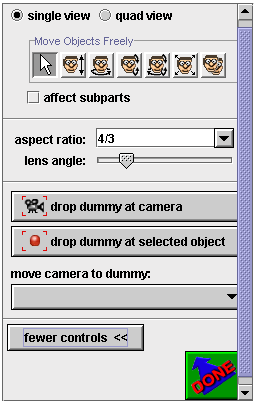 single view quad view
Move Objects Freely
affect subparts
aspect ratio: 4/3
lens angle:
drop dummy at camera
drop dummy at selected object
move camera to dummy:
fewer controls <<
DONE